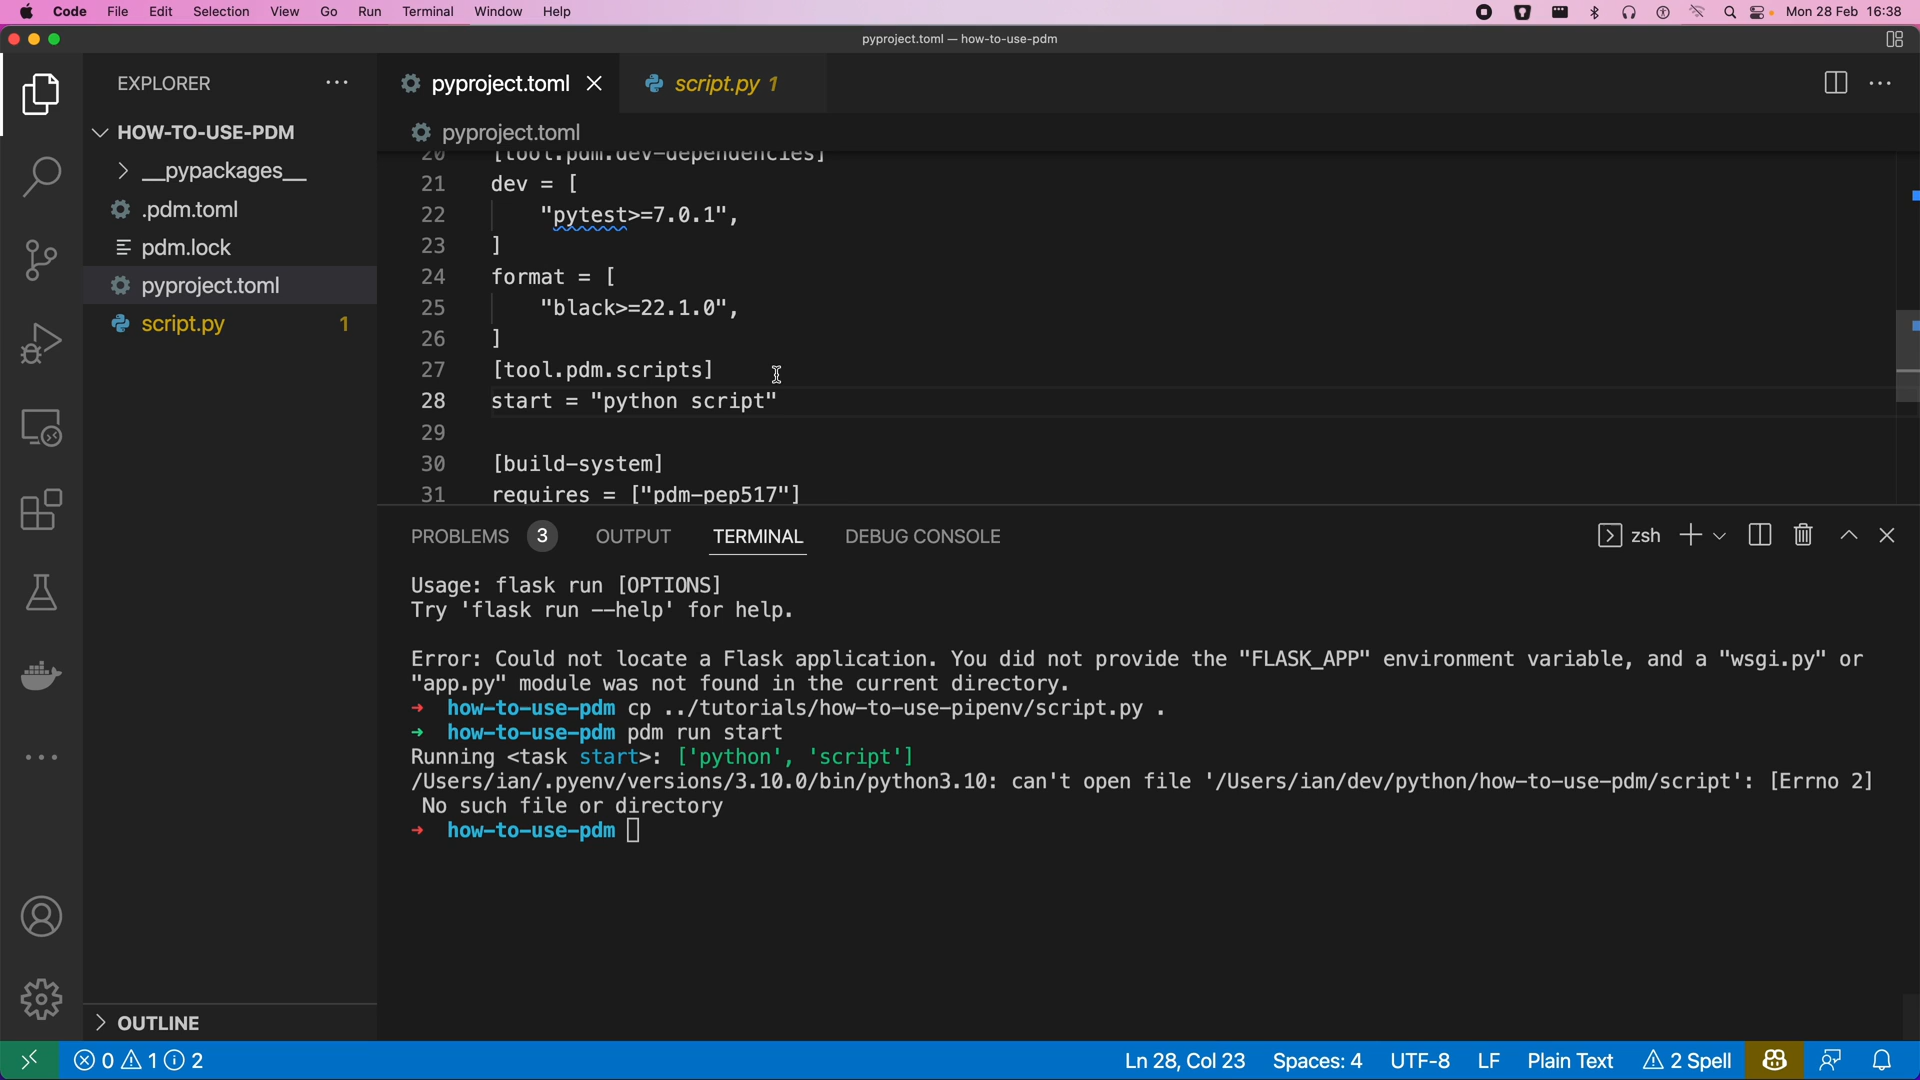 Code File Edit Selection View Go Run Terminal Window Help Mon 28 Feb 16:38
pyproject.toml — how-to-use-pdm
EXPLORER
pyproject.toml
script.py 1
HOW-TO-USE-PDM
__pypackages__
.pdm.toml
pdm.lock
pyproject.toml
script.py 1
pyproject.toml
20 [tool.pdm.dev-dependencies]
21 dev = [
22 "pytest>=7.0.1",
23 ]
24 format = [
25 "black>=22.1.0",
26 ]
27 [tool.pdm.scripts]
28 start = "python script"
29
30 [build-system]
31 requires = ["pdm-pep517"]
PROBLEMS 3 OUTPUT TERMINAL DEBUG CONSOLE zsh
Usage: flask run [OPTIONS]
Try 'flask run --help' for help.
Error: Could not locate a Flask application. You did not provide the "FLASK_APP" environment variable, and a "wsgi.py" or
"app.py" module was not found in the current directory.
➜ how-to-use-pdm cp ../tutorials/how-to-use-pipenv/script.py .
➜ how-to-use-pdm pdm run start
Running <task start>: ['python', 'script']
/Users/ian/.pyenv/versions/3.10.0/bin/python3.10: can't open file '/Users/ian/dev/python/how-to-use-pdm/script': [Errno 2]
No such file or directory
➜ how-to-use-pdm
OUTLINE
0 1 2 Ln 28, Col 23 Spaces: 4 UTF-8 LF Plain Text 2 Spell